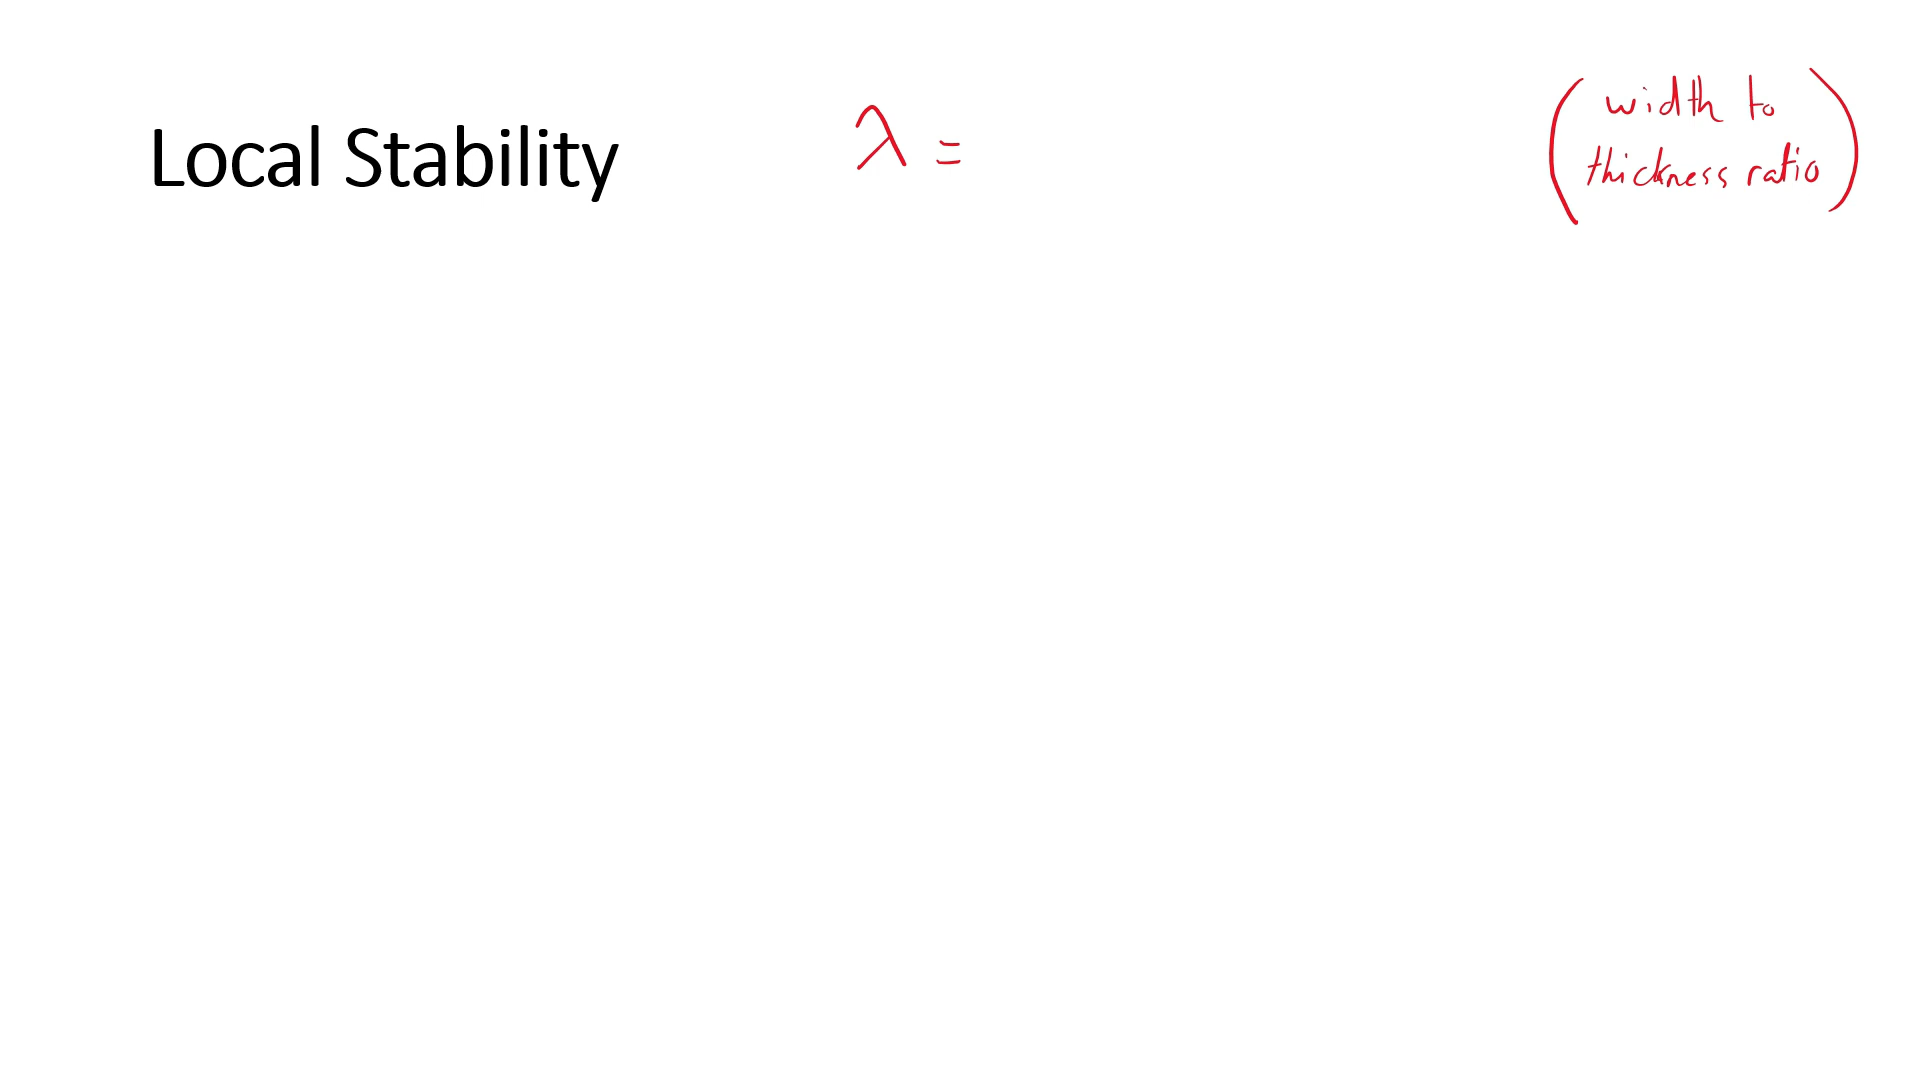 Local Stability
λ =
(width to
thickness ratio)